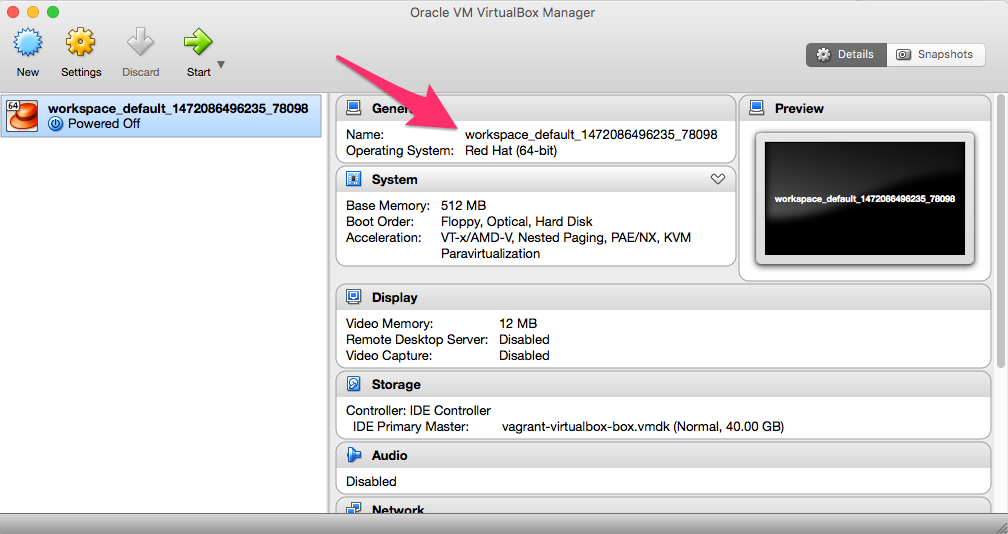 Oracle VM VirtualBox Manager
New Settings Discard Start
Details Snapshots
64
workspace_default_1472086496235_78098
Powered Off
Name: workspace_default_1472086496235_78098
Operating System: Red Hat (64-bit)
Preview
workspace_default_1472086496235_78098
System
Base Memory: 512 MB
Boot Order: Floppy, Optical, Hard Disk
Acceleration: VT-x/AMD-V, Nested Paging, PAE/NX, KVM
Paravirtualization
Display
Video Memory: 12 MB
Remote Desktop Server: Disabled
Video Capture: Disabled
Storage
Controller: IDE Controller
IDE Primary Master: vagrant-virtualbox-box.vmdk (Normal, 40.00 GB)
Audio
Disabled
Network